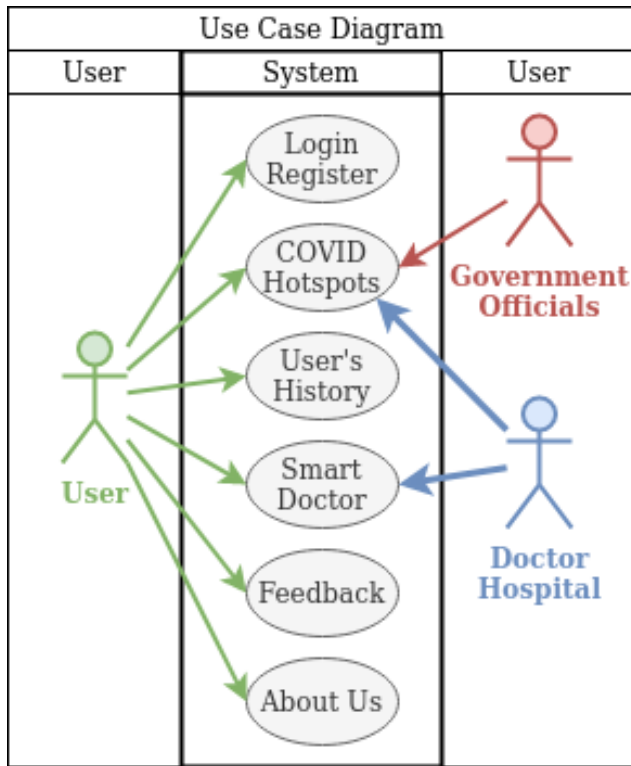 Use Case Diagram
User
System
User
Login
Register
COVID
Hotspots
User's
History
Smart
Doctor
Feedback
About Us
User
Government
Officials
Doctor
Hospital